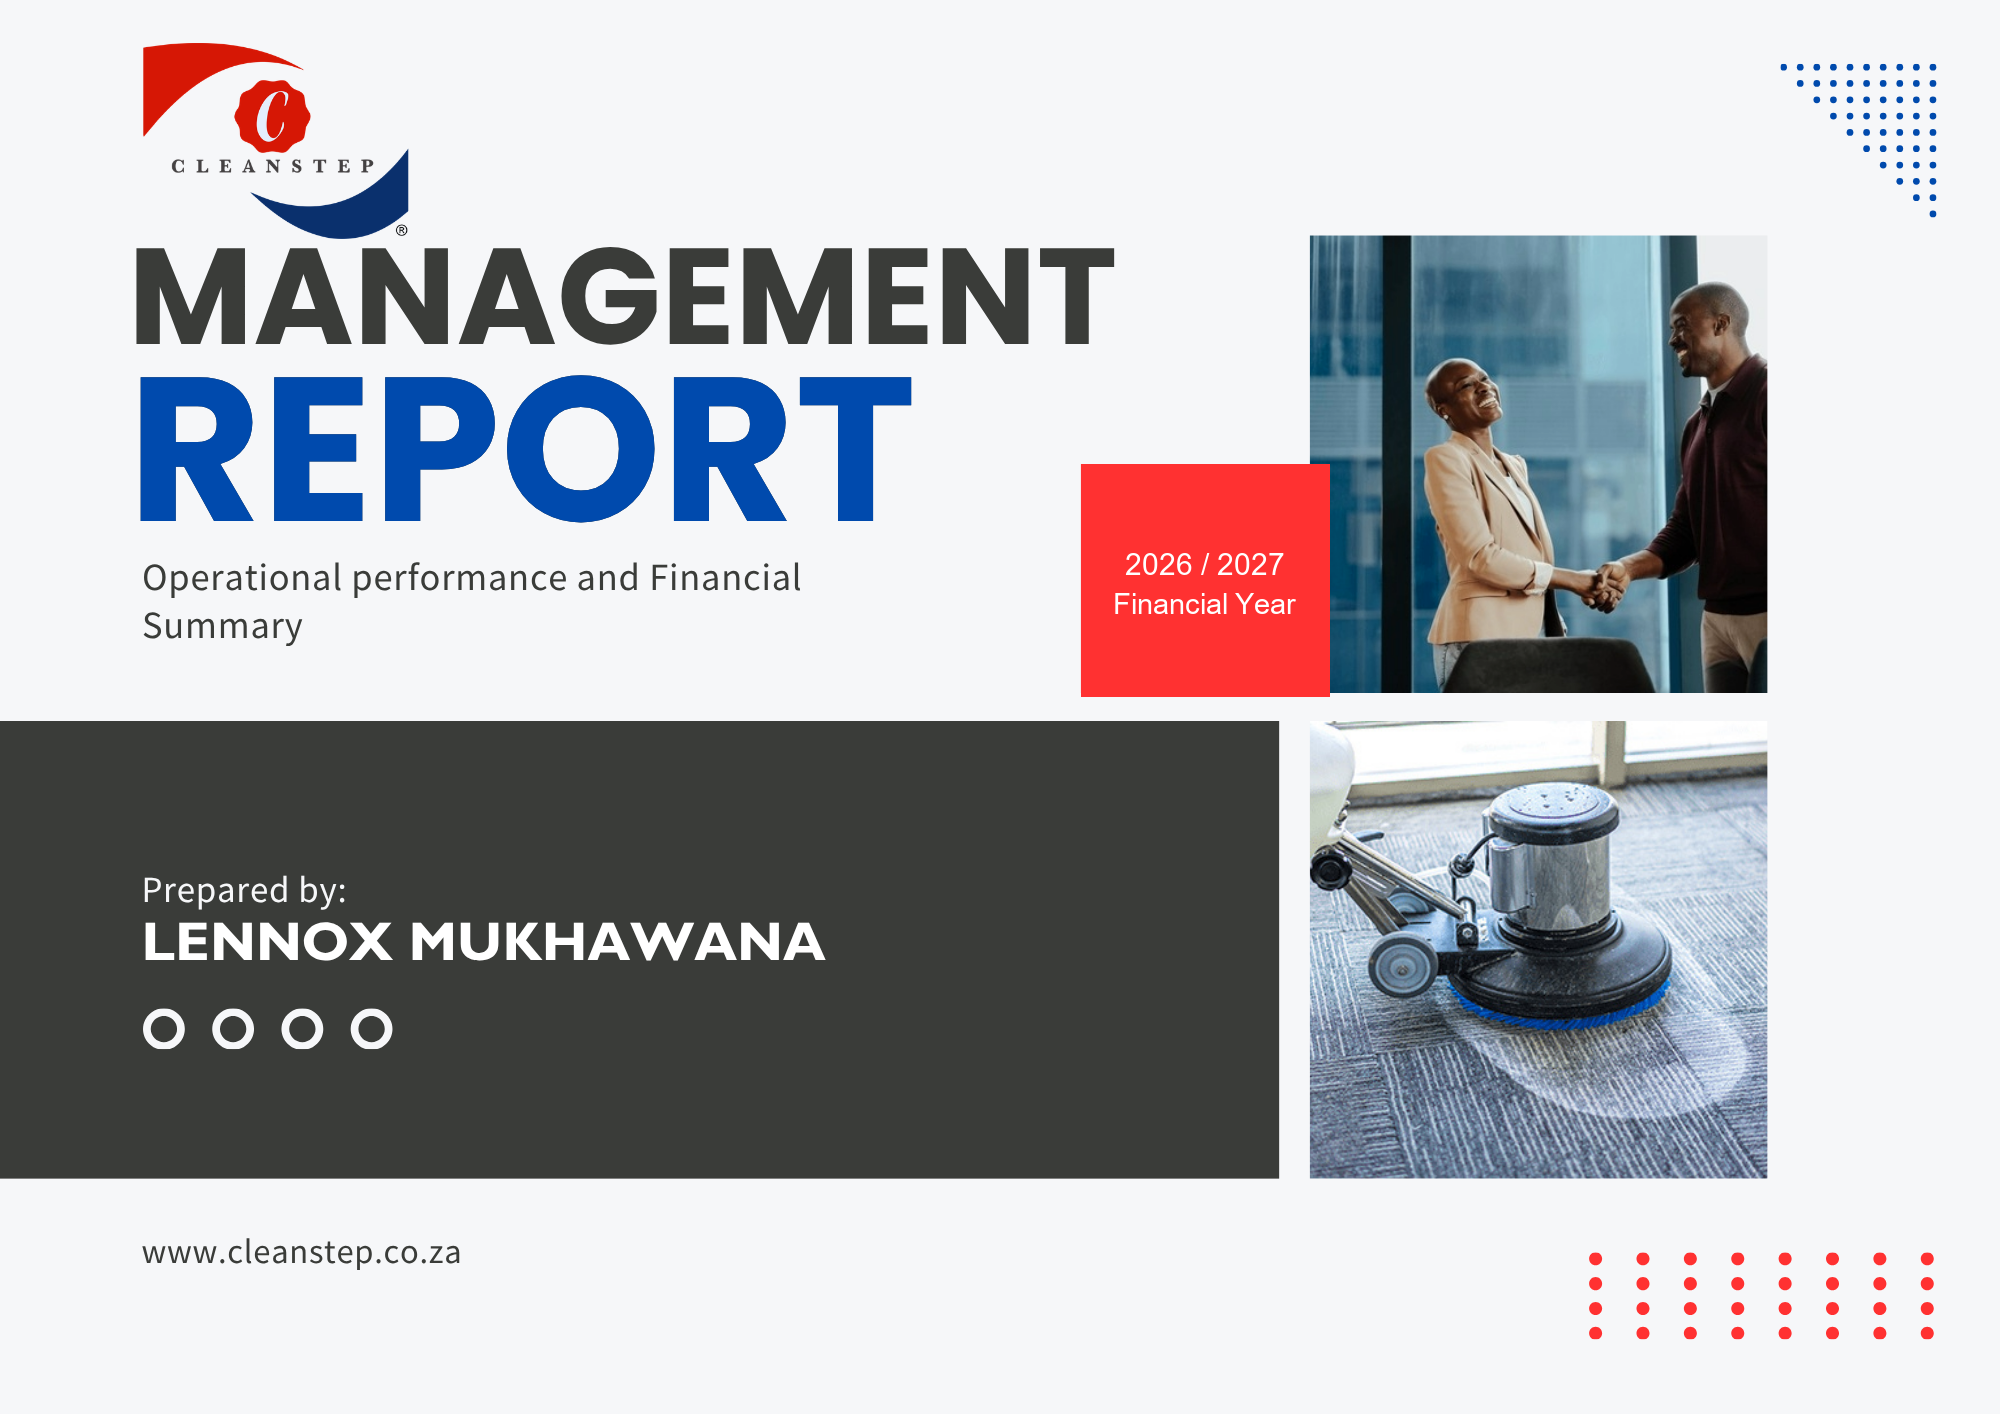 C
CLEANSTEP
®
MANAGEMENT
REPORT
Operational performance and Financial
Summary
2026 / 2027
Financial Year
Prepared by:
LENNOX MUKHAWANA
www.cleanstep.co.za